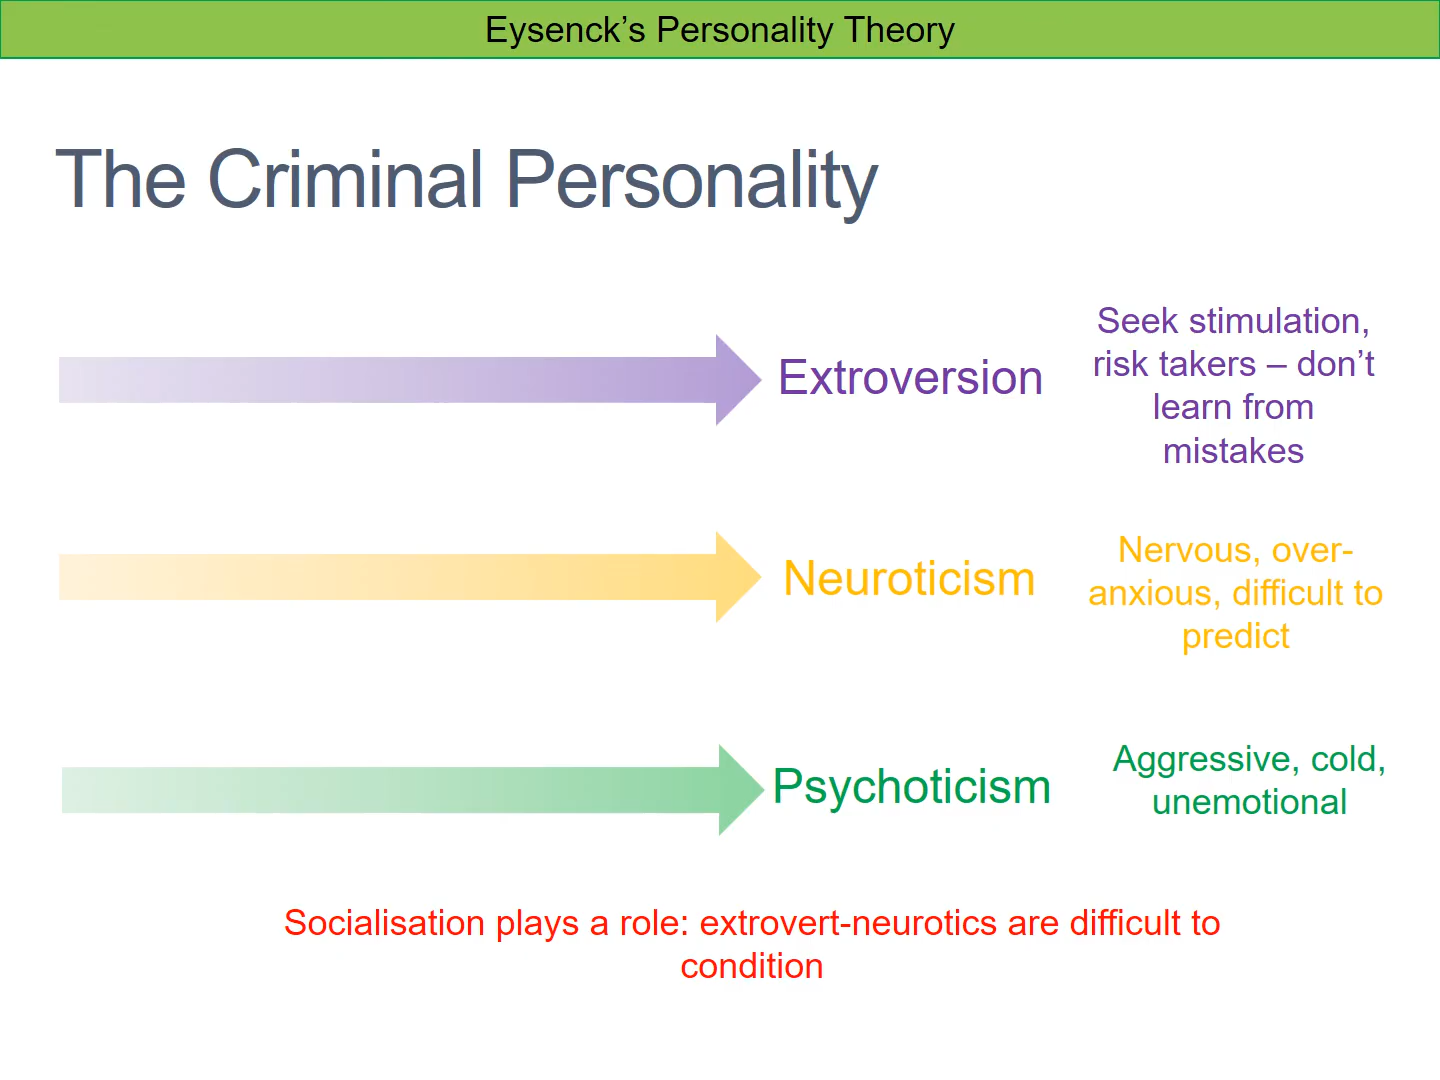 Eysenck’s Personality Theory
The Criminal Personality
Extroversion
Seek stimulation,
risk takers – don’t
learn from
mistakes
Neuroticism
Nervous, over-
anxious, difficult to
predict
Psychoticism
Aggressive, cold,
unemotional
Socialisation plays a role: extrovert-neurotics are difficult to
condition